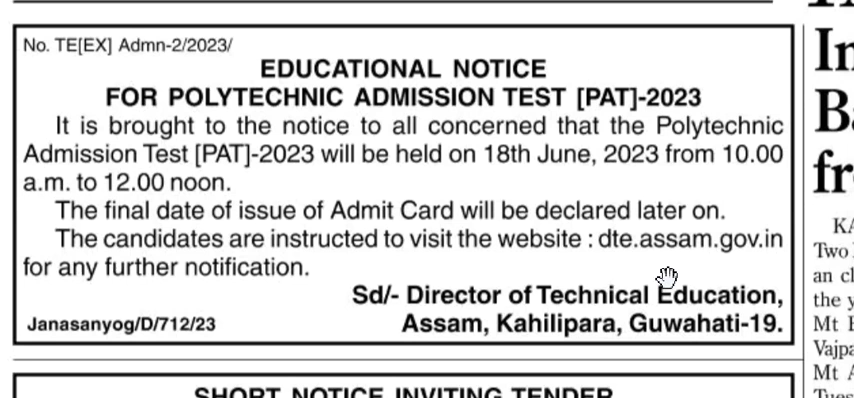 No. TE[EX] Admn-2/2023/
EDUCATIONAL NOTICE
FOR POLYTECHNIC ADMISSION TEST [PAT]-2023
It is brought to the notice to all concerned that the Polytechnic
Admission Test [PAT]-2023 will be held on 18th June, 2023 from 10.00
a.m. to 12.00 noon.
The final date of issue of Admit Card will be declared later on.
The candidates are instructed to visit the website : dte.assam.gov.in
for any further notification.
Sd/- Director of Technical Education,
Janasanyog/D/712/23
Assam, Kahilipara, Guwahati-19.
SHORT NOTICE INVITING TENDER
In
Two
an cl
the y
Mt
Vajpa
Mt A